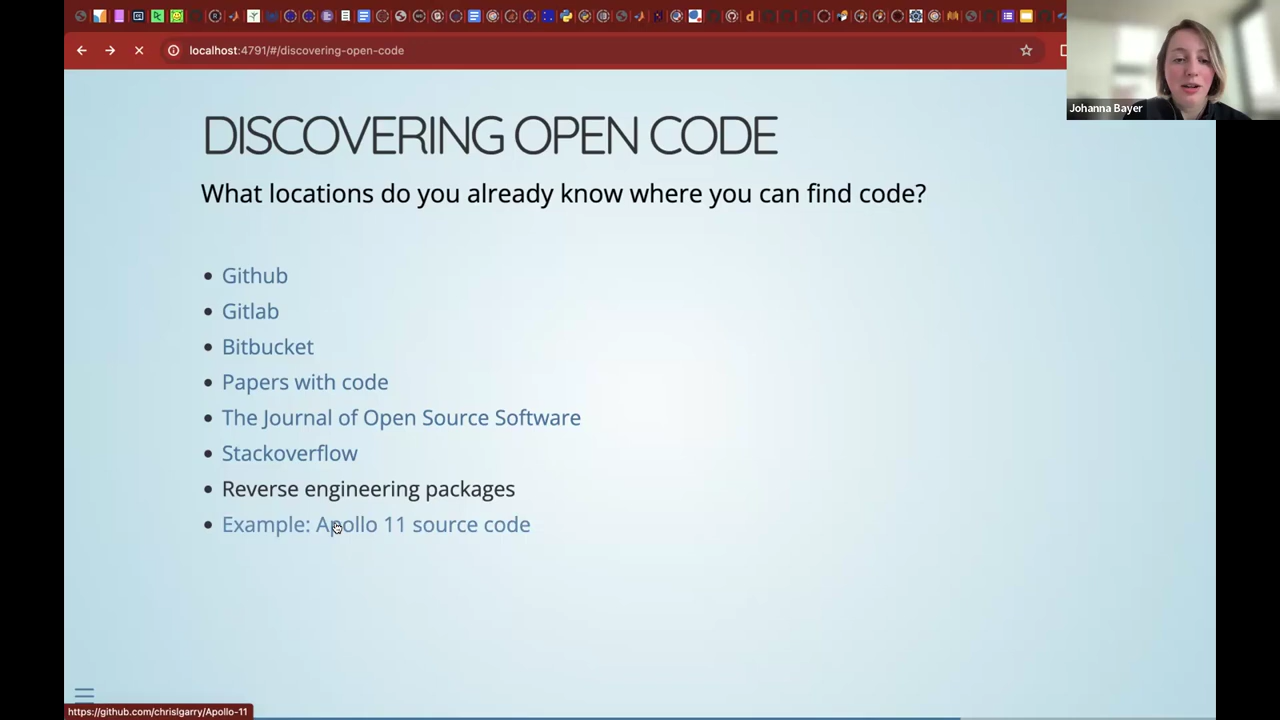 localhost:4791/#/discovering-open-code
Johanna Bayer
DISCOVERING OPEN CODE
What locations do you already know where you can find code?
Github
Gitlab
Bitbucket
Papers with code
The Journal of Open Source Software
Stackoverflow
Reverse engineering packages
Example: Apollo 11 source code
https://github.com/chrislgarry/Apollo-11